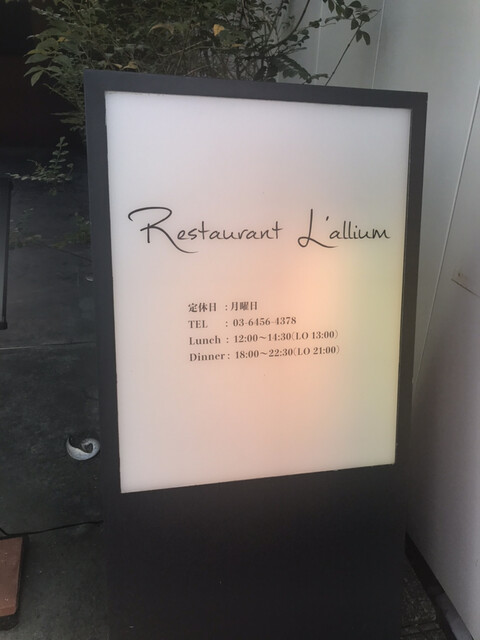 Restaurant L'allium
定休日 : 月曜日
TEL : 03-6456-4378
Lunch : 12:00〜14:30(LO 13:00)
Dinner : 18:00〜22:30(LO 21:00)